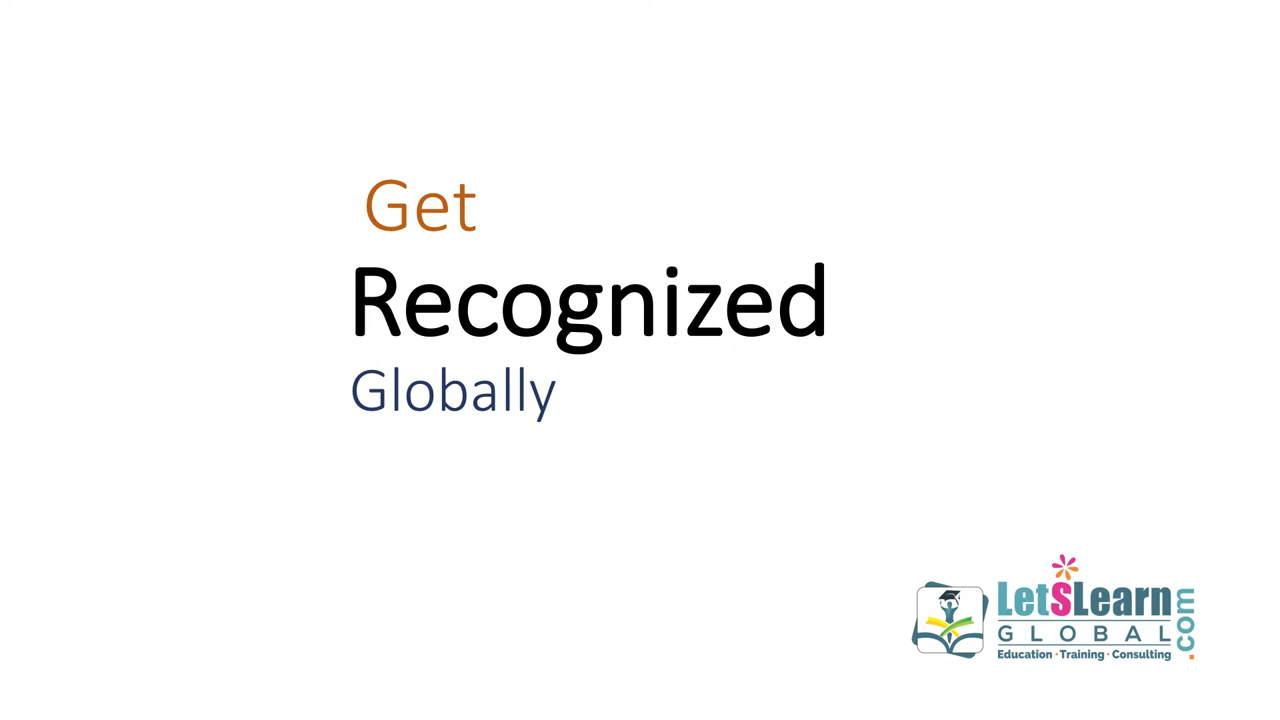 Get
Recognized
Globally
LetSLearn
GLOBAL
.com
Education · Training · Consulting